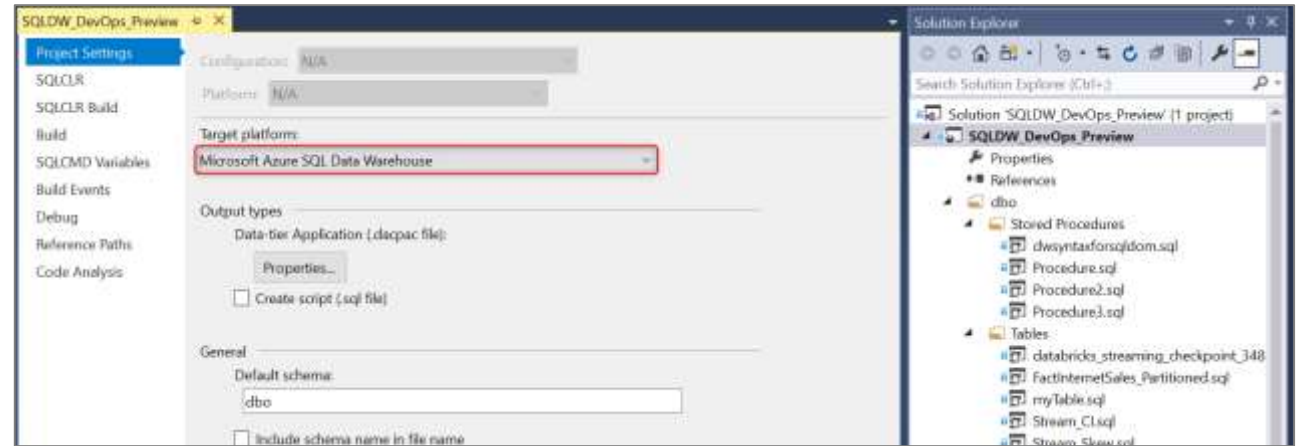 SQLDW_DevOps_Preview
Project Settings
SQLCLR
SQLCLR Build
Build
SQLCMD Variables
Build Events
Debug
Reference Paths
Code Analysis
Configuration: N/A
Platform: N/A
Target platform:
Microsoft Azure SQL Data Warehouse
Output types
Data-tier Application (.dacpac file):
Properties...
Create script (.sql file)
General
Default schema:
dbo
Include schema name in file name
Solution Explorer
Search Solution Explorer (Ctrl+;)
Solution 'SQLDW_DevOps_Preview' (1 project)
SQLDW_DevOps_Preview
Properties
References
dbo
Stored Procedures
dwsyntaxforsqldom.sql
Procedure.sql
Procedure2.sql
Procedure3.sql
Tables
databricks_streaming_checkpoint_348
FactInternetSales_Partitioned.sql
myTable.sql
Stream_CI.sql
Stream_Skew.sql